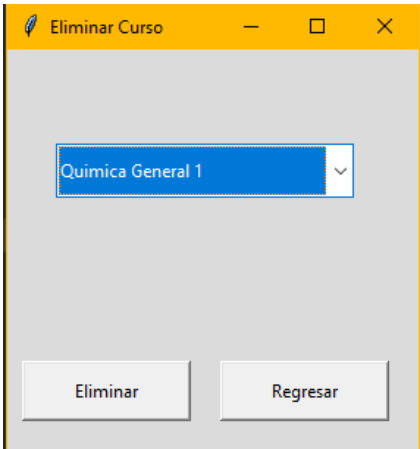 Eliminar Curso
Quimica General 1
Eliminar
Regresar